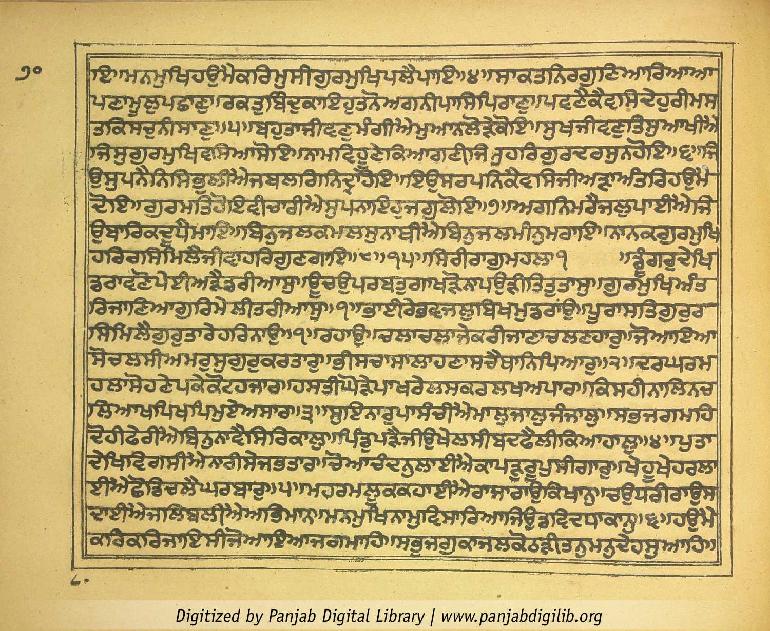 ੭੦
ਇ॥ਮਨਮੁਖਿਹਉਮੈਕਰਿਮੁਸੀਗੁਰਮੁਖਿਪਲੈਪਾਇ॥੪॥ਸਾਕਤਨਿਰਗੁਣਿਆਰਿਆਆ
ਪਣਾਮੂਲੁਪਛਾਣੁ॥ਰਕਤੁਬਿੰਦਕਾਇਹੁਤਨੋਅਗਨੀਪਾਸਿਪਿਰਾਣੁ॥ਪਵਣੈਕੈਵਸਿਦੇਹੁਰੀਮਸ
ਤਕਿਸਚੁਨੀਸਾਣੁ॥੫॥ਬਹੁਤਾਜੀਵਣੁਮੰਗੀਐਮੁਆਨਲੋੜੈਕੋਇ॥ਸੁਖਜੀਵਣੁਤਿਸੁਆਖੀਐ
ਜਿਸੁਗੁਰਮੁਖਿਵਸਿਆਸੋਇ॥ਨਾਮਵਿਹੂਣੇਕਿਆਗਣੀਜਿਸੁਹਰਿਗੁਰਦਰਸੁਨਹੋਇ॥੬॥ਜਿ
ਉਸੁਪਨੈਨਿਸਿਭੁਲੀਐਜਬਲਗਿਨਿਦ੍ਰਾਹੋਇ॥ਇਉਸਰਪਨਿਕੈਵਸਿਜੀਅੜਾਅੰਤਰਿਹਉਮੈ
ਦੋਇ॥ਗੁਰਮਤਿਹੋਇਵੀਚਾਰੀਐਸੁਪਨਾਇਹੁਜਗੁਲੋਇ॥੭॥ਅਗਨਿਮਰੈਜਲੁਪਾਈਐਜਿ
ਉਬਾਰਿਕਦੂਧੈਮਾਇ॥ਬਿਨੁਜਲਕਮਲਸੁਨਾਥੀਐਬਿਨੁਜਲਮੀਨੁਮਰਾਇ॥ਨਾਨਕਗੁਰਮੁਖਿ
ਹਰਿਰਸਿਮਿਲੈਜੀਵਾਹਰਿਗੁਣਗਾਇ॥੮॥੧੫॥ਸਿਰੀਰਾਗੁਮਹਲਾ੧ ॥ਡੂੰਗਰੁਦੇਖਿ
ਡਰਾਵਣੋਪੇਈਅੜੈਡਰੀਆਸੁ॥ਊਚਉਪਰਬਤੁਗਾਖੜੋਨਾਪਉੜੀਤਿਤੁਤਾਸੁ॥ਗੁਰਮੁਖਿਅੰਤ
ਰਿਜਾਣਿਆਗੁਰਿਮੇਲੀਤਰੀਆਸੁ॥੧॥ਭਾਈਰੇਭਵਜਲੁਬਿਖਮੁਡਰਾਂਉ॥ਪੂਰਾਸਤਿਗੁਰੁਰ
ਸਿਮਿਲੈਗੁਰੁਤਾਰੇਹਰਿਨਾਉ॥੧॥ਰਹਾਉ॥ਚਲਾਚਲਾਜੇਕਰੀਜਾਣਾਚਲਣਹਾਰੁ॥ਜੋਆਇਆ
ਸੋਚਲਸੀਅਮਰੁਸੁਗੁਰੁਕਰਤਾਰੁ॥ਭੀਸਚਾਸਾਲਾਹਣਾਸਚੈਥਾਨਿਪਿਆਰੁ॥੨॥ਦਰਘਰਮ
ਹਲਾਸੋਹਣੇਪਕੇਕੋਟਹਜਾਰ॥ਹਸਤੀਘੋੜੇਪਾਖਰੇਲਸਕਰਲਖਅਪਾਰ॥ਕਿਸਹੀਨਾਲਿਨਚ
ਲਿਆਖਪਿਖਪਿਮੁਏਅਸਾਰ॥੩॥ਸੁਇਨਾਰੁਪਾਸੰਚੀਐਮਾਲੁਜਾਲੁਜੰਜਾਲੁ॥ਸਭਜਗਮਹਿ
ਦੋਹੀਫੇਰੀਐਬਿਨੁਨਾਵੈਸਿਰਿਕਾਲੁ॥ਪਿੰਡੁਪੜੈਜੀਉਖੇਲਸੀਬਦਫੈਲੀਕਿਆਹਾਲੁ॥੪॥ਪੁਤਾ
ਦੇਖਿਵਿਗਸੀਐਨਾਰੀਸੇਜਭਤਾਰ॥ਚੋਆਚੰਦਨੁਲਾਈਐਕਾਪੜੁਰੂਪੁਸੀਗਾਰੁ॥ਖੇਹੂਖੇਹਰਲਾ
ਈਐਛੋਡਿਚਲੈਘਰਬਾਰੁ॥੫॥ਮਹਰਮਲੂਕਕਹਾਈਐਰਾਜਾਰਾਉਕਿਖਾਨੁ॥ਚਉਧਰੀਰਾਉਸ
ਦਾਈਐਜਲਿਬਲੀਐਅਭਿਮਾਨ॥ਮਨਮੁਖਿਨਾਮੁਵਿਸਾਰਿਆਜਿਉਡਵਿਦਧਾਕਾਨੁ॥੬॥ਹਉਮੈ
ਕਰਿਕਰਿਜਾਇਸੀਜੋਆਇਆਜਗਮਾਹਿ॥ਸਭੁਜਗੁਕਾਜਲਕੋਠੜੀਤਨੁਮਨੁਦੇਹਸੁਆਹਿ॥
Digitized by Panjab Digital Library | www.panjabdigilib.org